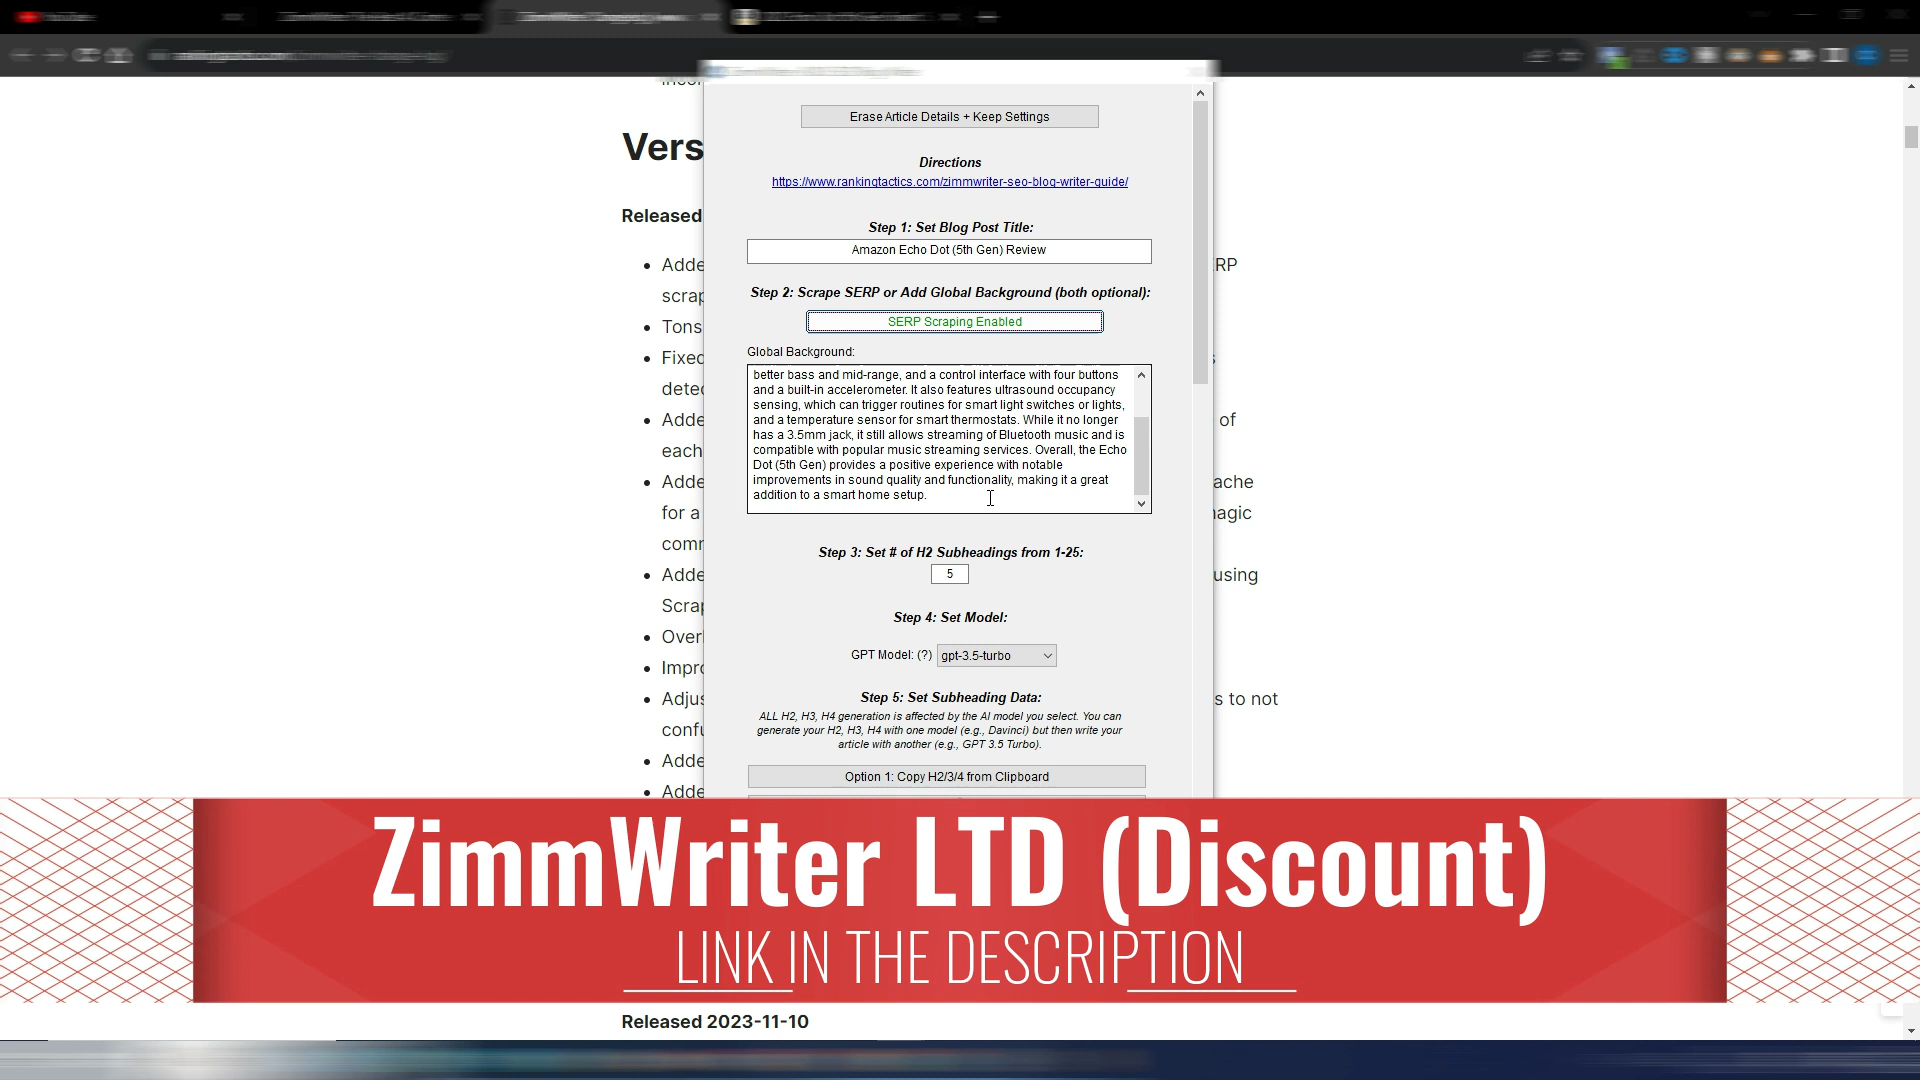 Erase Article Details + Keep Settings
Directions
https://www.rankingtactics.com/zimmwriter-seo-blog-writer-guide/
Step 1: Set Blog Post Title:
Amazon Echo Dot (5th Gen) Review
Step 2: Scrape SERP or Add Global Background (both optional):
SERP Scraping Enabled
Global Background:
better bass and mid-range, and a control interface with four buttons
and a built-in accelerometer. It also features ultrasound occupancy
sensing, which can trigger routines for smart light switches or lights,
and a temperature sensor for smart thermostats. While it no longer
has a 3.5mm jack, it still allows streaming of Bluetooth music and is
compatible with popular music streaming services. Overall, the Echo
Dot (5th Gen) provides a positive experience with notable
improvements in sound quality and functionality, making it a great
addition to a smart home setup.
Step 3: Set # of H2 Subheadings from 1-25:
5
Step 4: Set Model:
GPT Model: (?) gpt-3.5-turbo
Step 5: Set Subheading Data:
ALL H2, H3, H4 generation is affected by the AI model you select. You can
generate your H2, H3, H4 with one model (e.g., Davinci) but then write your
article with another (e.g., GPT 3.5 Turbo).
Option 1: Copy H2/3/4 from Clipboard
Vers
Released
Adde
RP
scrap
Tons
Fixed
detec
Adde
of
each
Adde
ache
for a
magic
comm
Adde
using
Scrap
Over
Impro
Adjus
s to not
confu
Adde
Adde
ZimmWriter LTD (Discount)
LINK IN THE DESCRIPTION
Released 2023-11-10